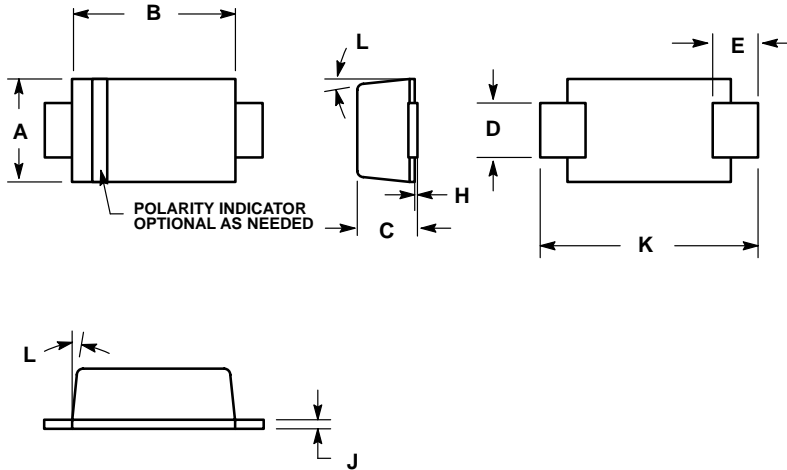 B
L
E
A
D
POLARITY INDICATOR
OPTIONAL AS NEEDED
H
C
K
L
J